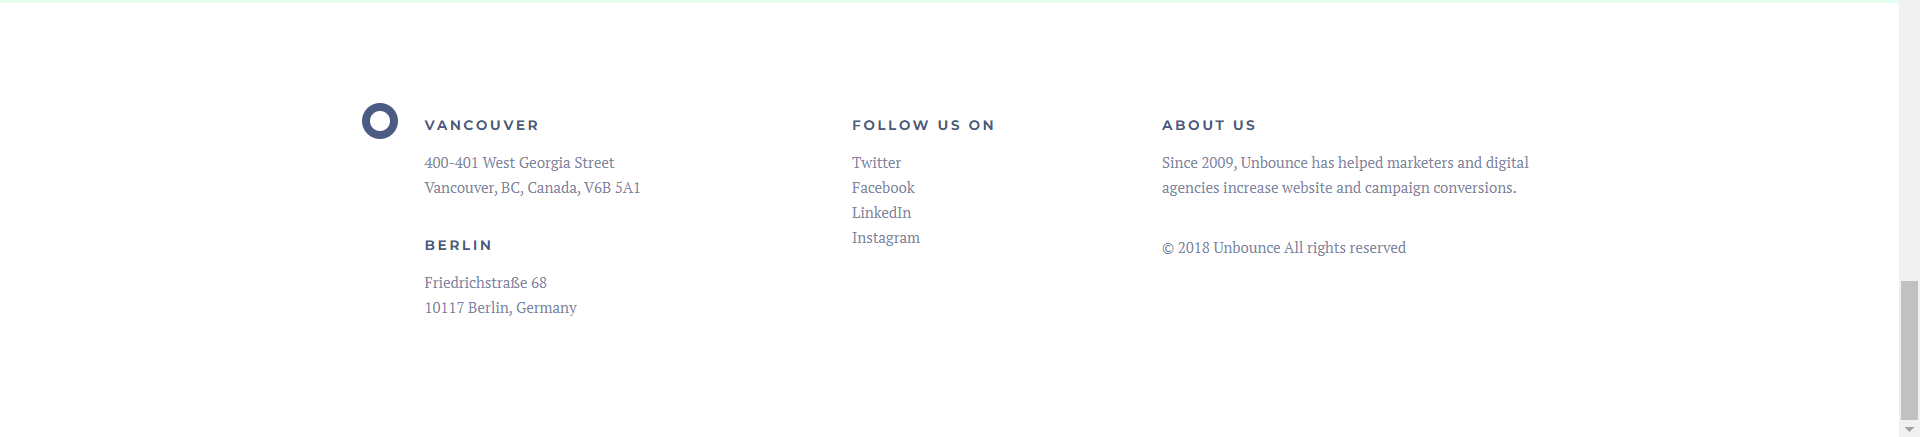 VANCOUVER
400-401 West Georgia Street
Vancouver, BC, Canada, V6B 5A1
BERLIN
Friedrichstraße 68
10117 Berlin, Germany
FOLLOW US ON
Twitter
Facebook
LinkedIn
Instagram
ABOUT US
Since 2009, Unbounce has helped marketers and digital
agencies increase website and campaign conversions.
© 2018 Unbounce All rights reserved